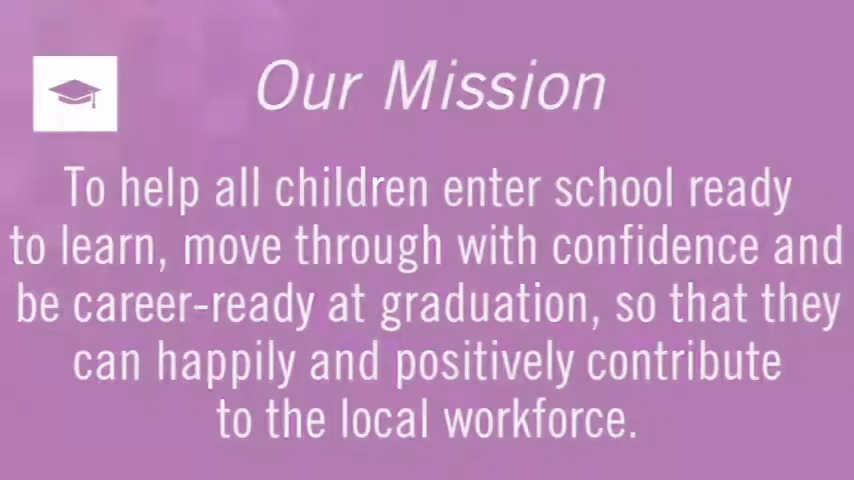 Our Mission
To help all children enter school ready
to learn, move through with confidence and
be career-ready at graduation, so that they
can happily and positively contribute
to the local workforce.